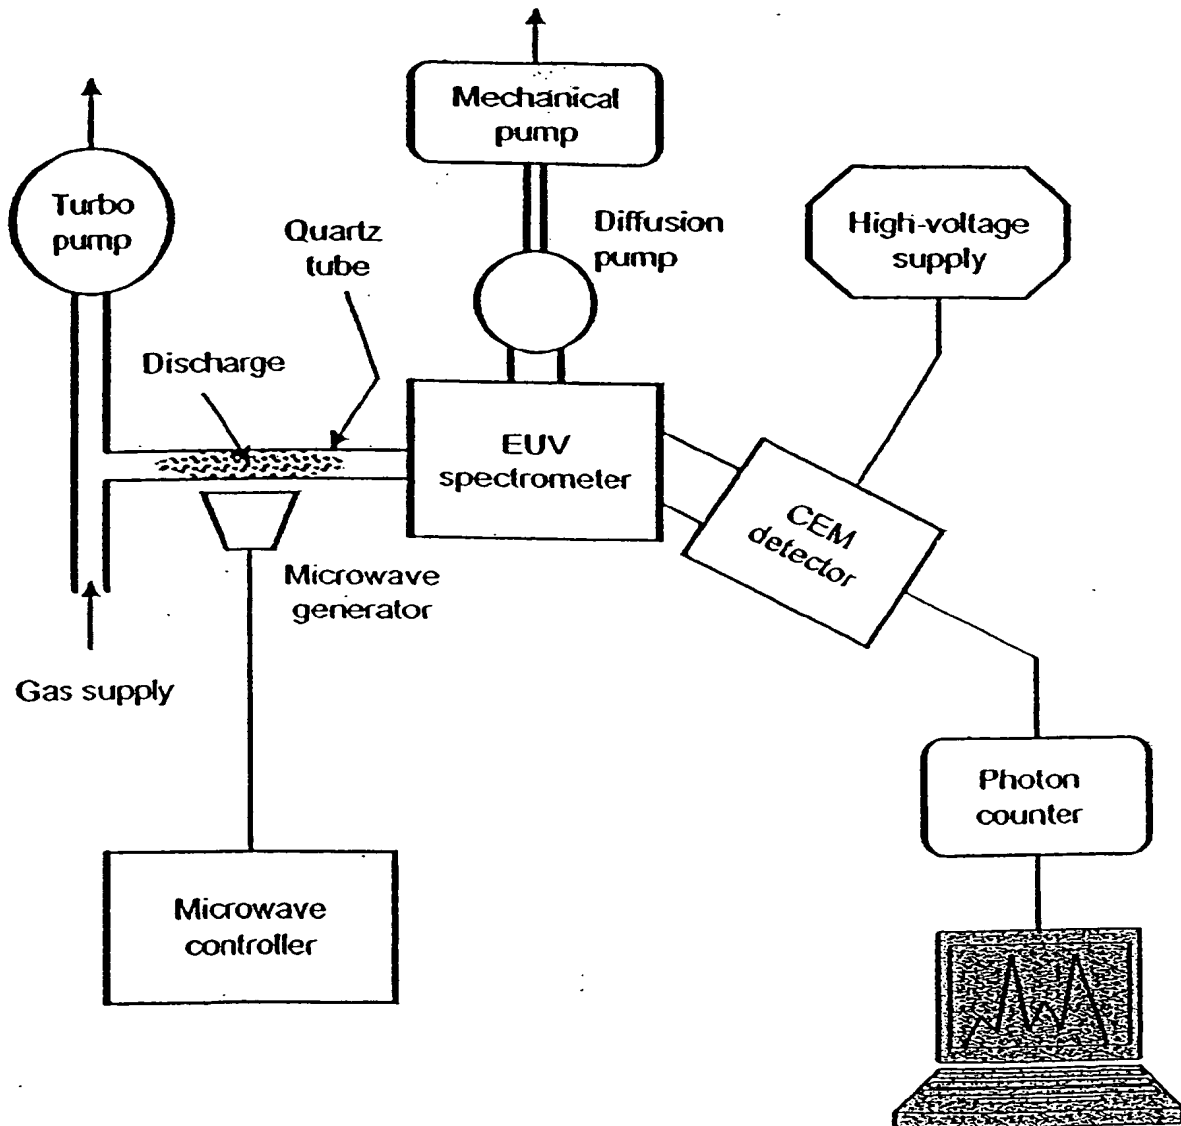 Mechanical
pump
Turbo
pump
Quartz
tube
Diffusion
pump
High-voltage
supply
Discharge
EUV
spectrometer
CEM
detector
Microwave
generator
Gas supply
Photon
counter
Microwave
controller